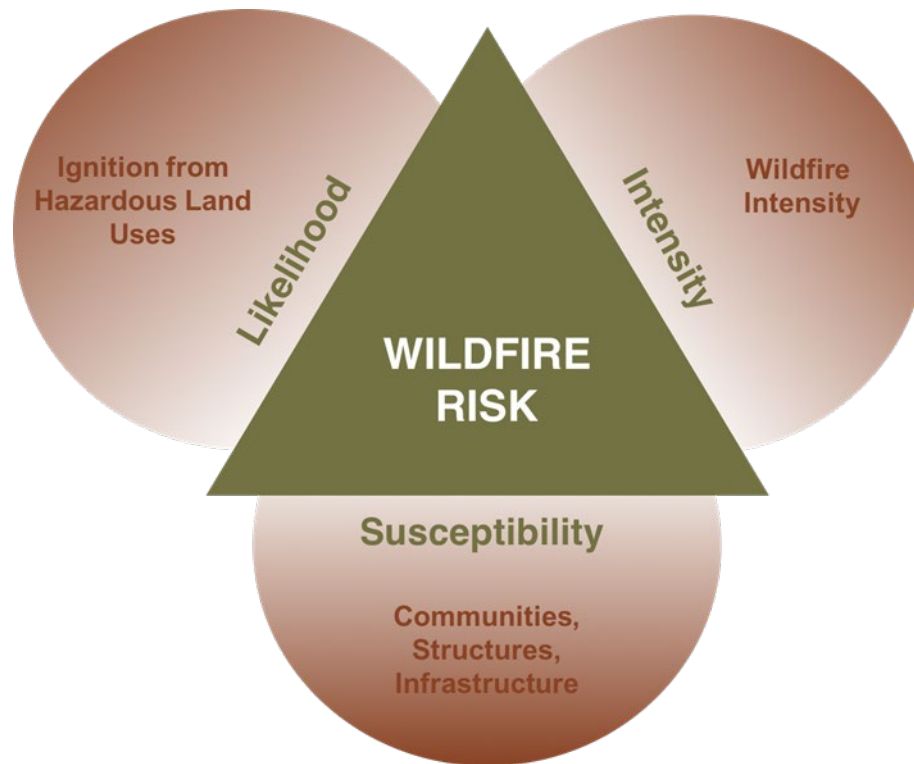 Ignition from
Hazardous Land
Uses
Likelihood
Intensity
Wildfire
Intensity
WILDFIRE
RISK
Susceptibility
Communities,
Structures,
Infrastructure